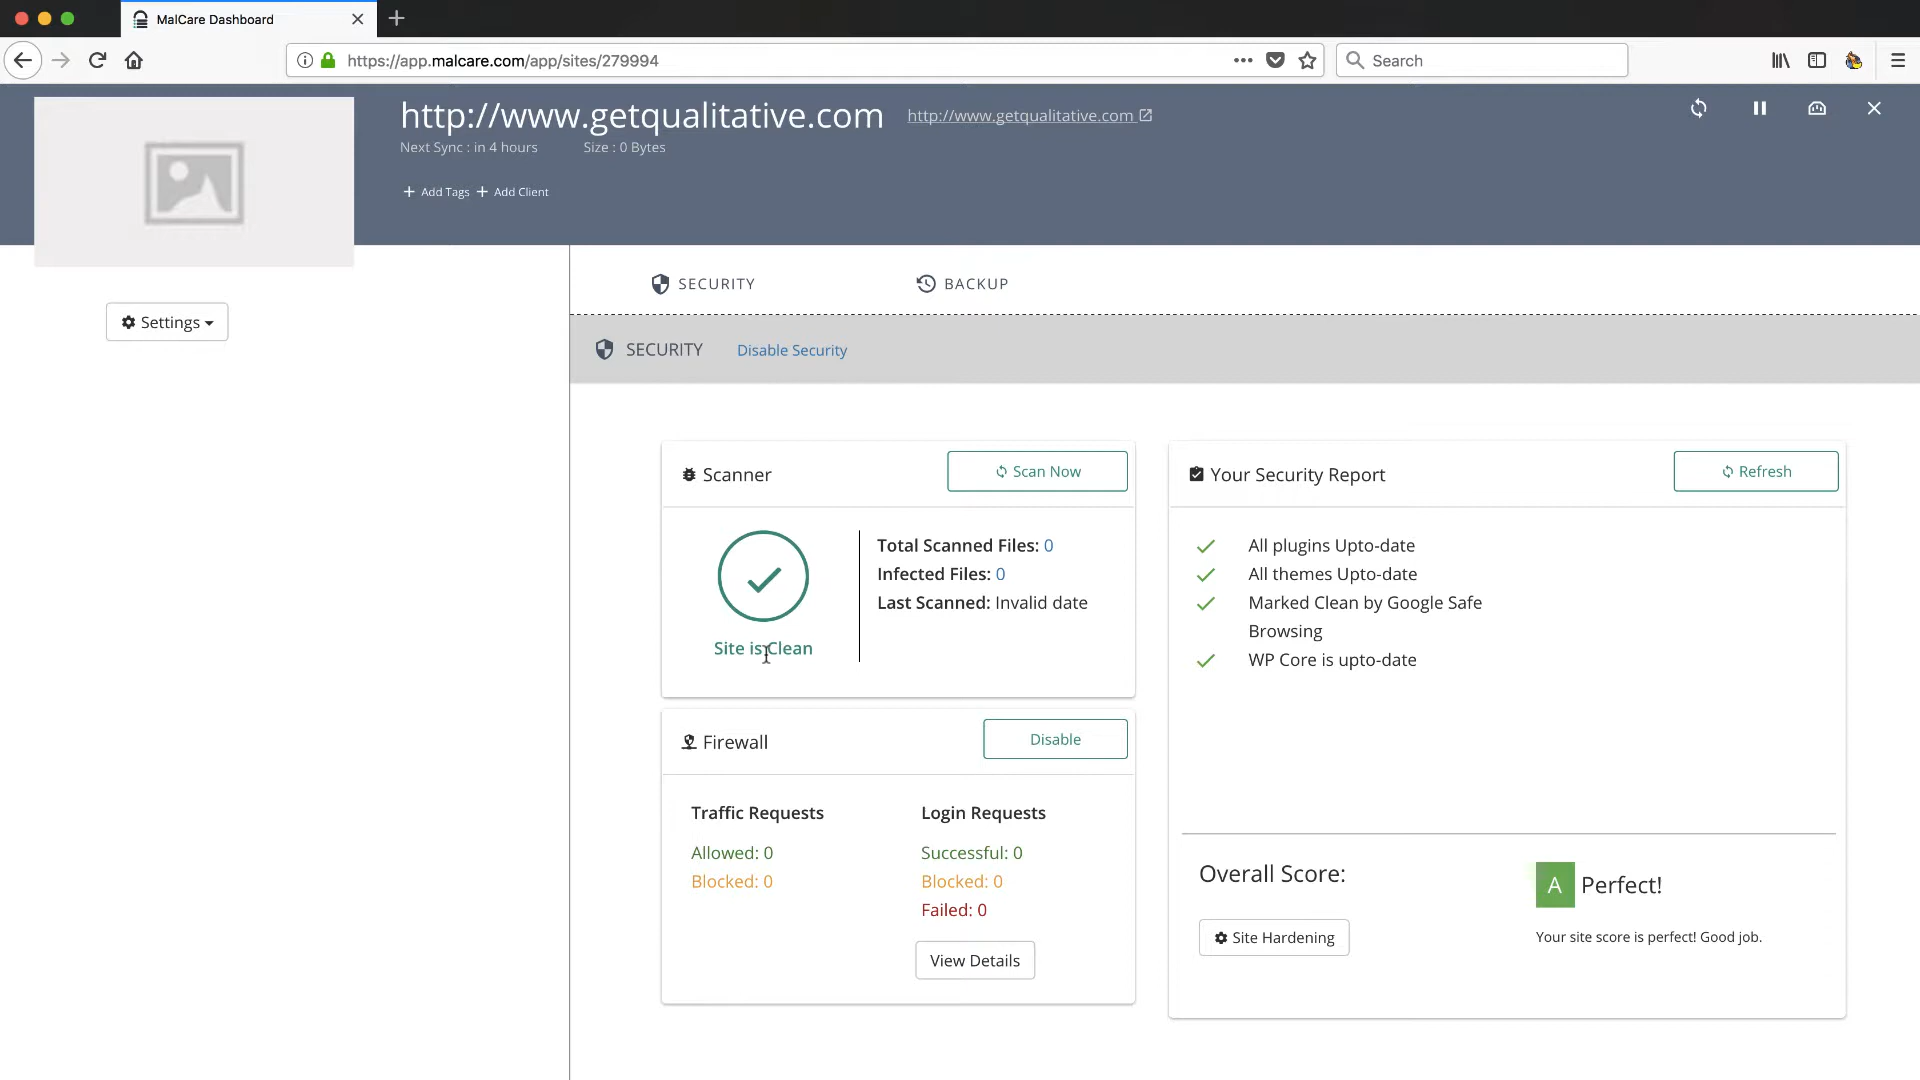 MalCare Dashboard
https://app.malcare.com/app/sites/279994
Search
http://www.getqualitative.com
http://www.getqualitative.com
Next Sync : in 4 hours
Size : 0 Bytes
Add Tags
Add Client
Settings
SECURITY
BACKUP
SECURITY
Disable Security
Scanner
Scan Now
Site is Clean
Total Scanned Files: 0
Infected Files: 0
Last Scanned: Invalid date
Firewall
Disable
Traffic Requests
Allowed: 0
Blocked: 0
Login Requests
Successful: 0
Blocked: 0
Failed: 0
View Details
Your Security Report
Refresh
All plugins Upto-date
All themes Upto-date
Marked Clean by Google Safe
Browsing
WP Core is upto-date
Overall Score:
A
Perfect!
Site Hardening
Your site score is perfect! Good job.